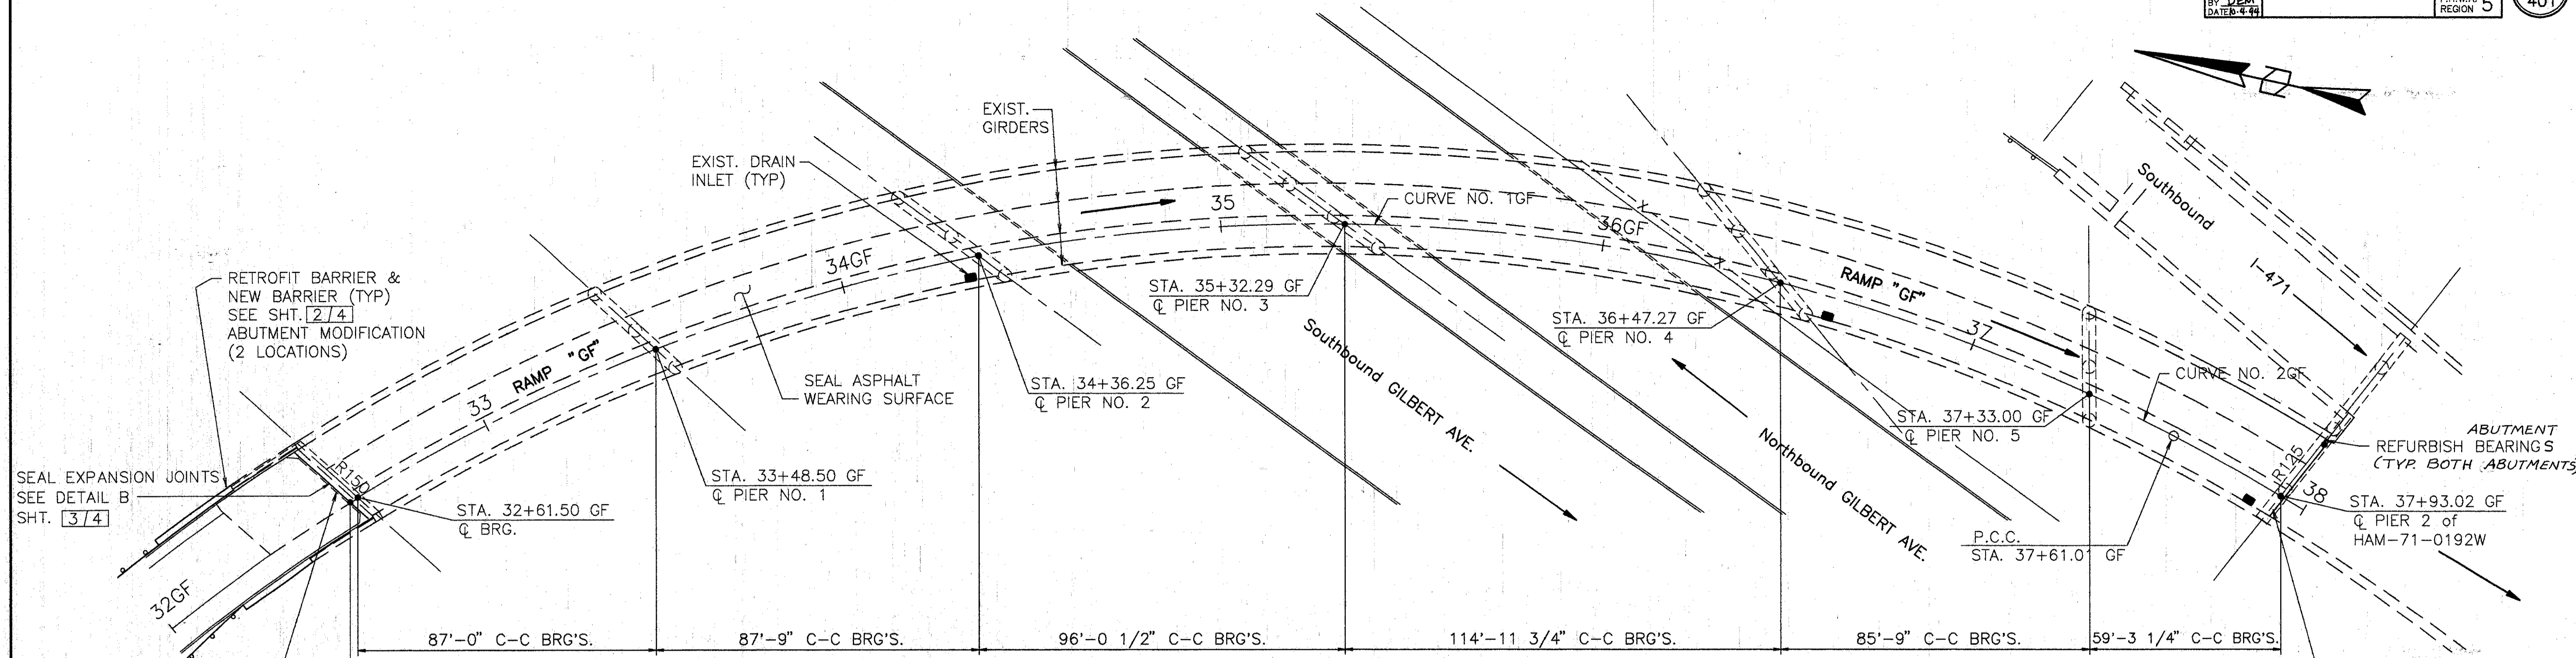 BY DEM
DATE
REGION 5
401
EXIST.
GIRDERS
EXIST. DRAIN
INLET (TYP)
RETROFIT BARRIER &
NEW BARRIER (TYP)
SEE SHT. 2/4
ABUTMENT MODIFICATION
(2 LOCATIONS)
SEAL EXPANSION JOINTS
SEE DETAIL B
SHT. 3/4
32GF
R150
33
RAMP "GF"
34GF
35
CURVE NO. 1GF
36GF
RAMP "GF"
37
CURVE NO. 2GF
R125
38
Southbound
I-471
SEAL ASPHALT
WEARING SURFACE
STA. 32+61.50 GF
℄ BRG.
STA. 33+48.50 GF
℄ PIER NO. 1
STA. 34+36.25 GF
℄ PIER NO. 2
STA. 35+32.29 GF
℄ PIER NO. 3
STA. 36+47.27 GF
℄ PIER NO. 4
STA. 37+33.00 GF
℄ PIER NO. 5
Southbound GILBERT AVE.
Northbound GILBERT AVE.
P.C.C.
STA. 37+61.01 GF
ABUTMENT
REFURBISH BEARINGS
(TYP. BOTH ABUTMENTS)
STA. 37+93.02 GF
℄ PIER 2 of
HAM-71-0192W
87'-0" C-C BRG'S.
87'-9" C-C BRG'S.
96'-0 1/2" C-C BRG'S.
114'-11 3/4" C-C BRG'S.
85'-9" C-C BRG'S.
59'-3 1/4" C-C BRG'S.